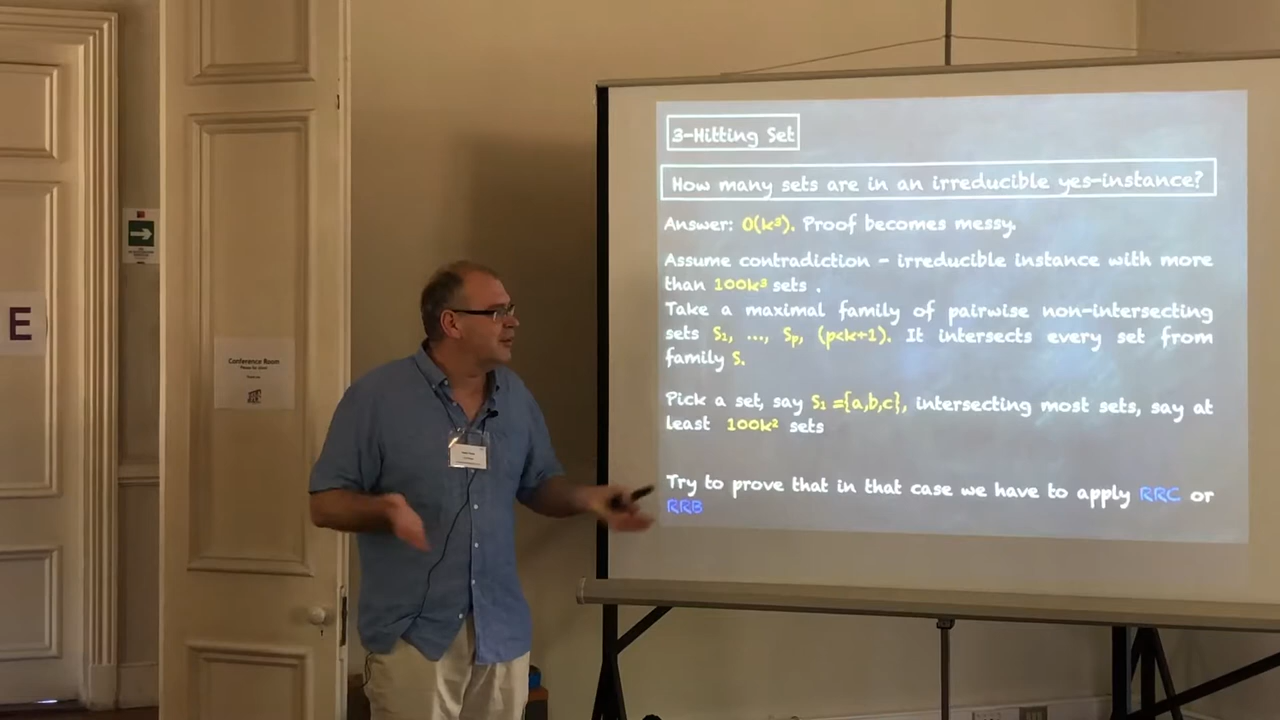 3-Hitting Set
How many sets are in an irreducible yes-instance?
Answer: O(k³). Proof becomes messy.
Assume contradiction - irreducible instance with more
than 100k³ sets .
Take a maximal family of pairwise non-intersecting
sets S₁, ..., Sₚ, (p<k+1). It intersects every set from
family S.
Pick a set, say S₁ ={a,b,c}, intersecting most sets, say at
least 100k² sets
Try to prove that in that case we have to apply RRC or
RRB
E
Conference Room